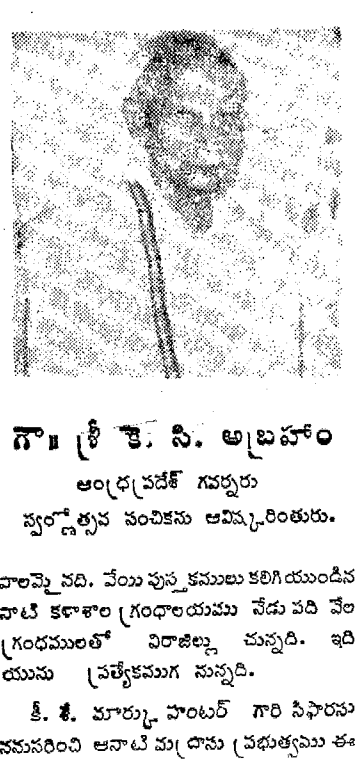 గౌ॥ శ్రీ కె. సి. అబ్రహాం
ఆంధ్రప్రదేశ్ గవర్నరు
స్వర్ణోత్సవ సంచికను ఆవిష్కరింతురు.
వాలమైనది. వేయి పుస్తకములు కలిగియుండిన
నాటి కళాశాల గ్రంధాలయము నేడు పది వేల
గ్రంధములతో విరాజిల్లు చున్నది. ఇది
యును ప్రత్యేకముగ నున్నది.
కీ. శే. మార్కు హంటర్ గారి సిఫారసు
ననుసరించి ఆనాటి మద్రాసు ప్రభుత్వము ఈ